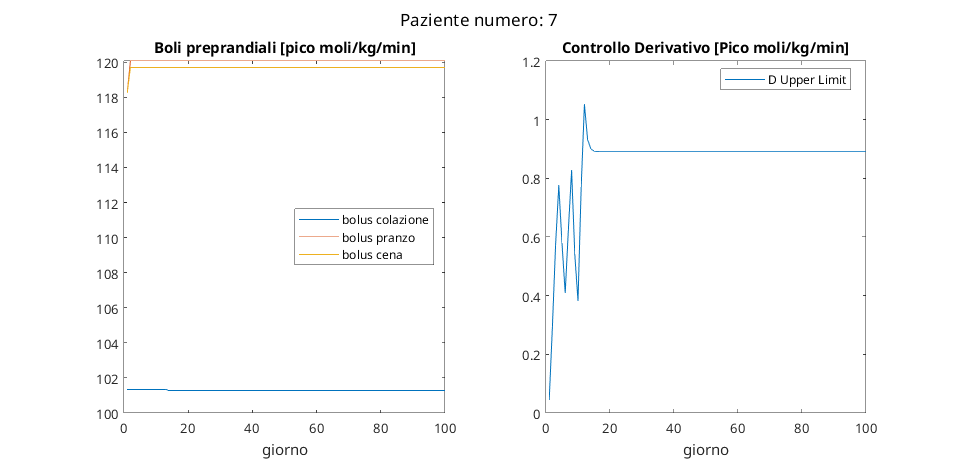 Paziente numero: 7
Boli preprandiali [pico moli/kg/min]
120
118
116
114
112
110
108
106
104
102
100
0 20 40 60 80 100
giorno
bolus colazione
bolus pranzo
bolus cena
Controllo Derivativo [Pico moli/kg/min]
1.2
1
0.8
0.6
0.4
0.2
0
0 20 40 60 80 100
giorno
D Upper Limit